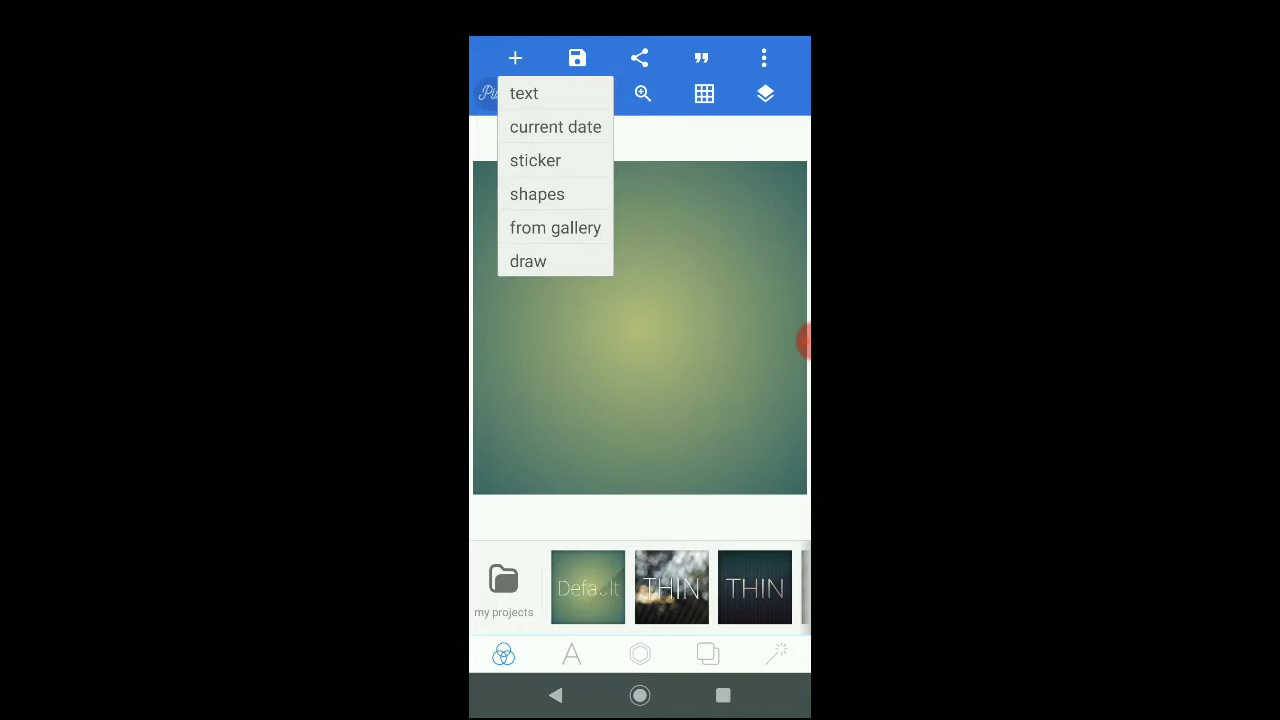 text
current date
sticker
shapes
from gallery
draw
my projects
Default
THIN
THIN